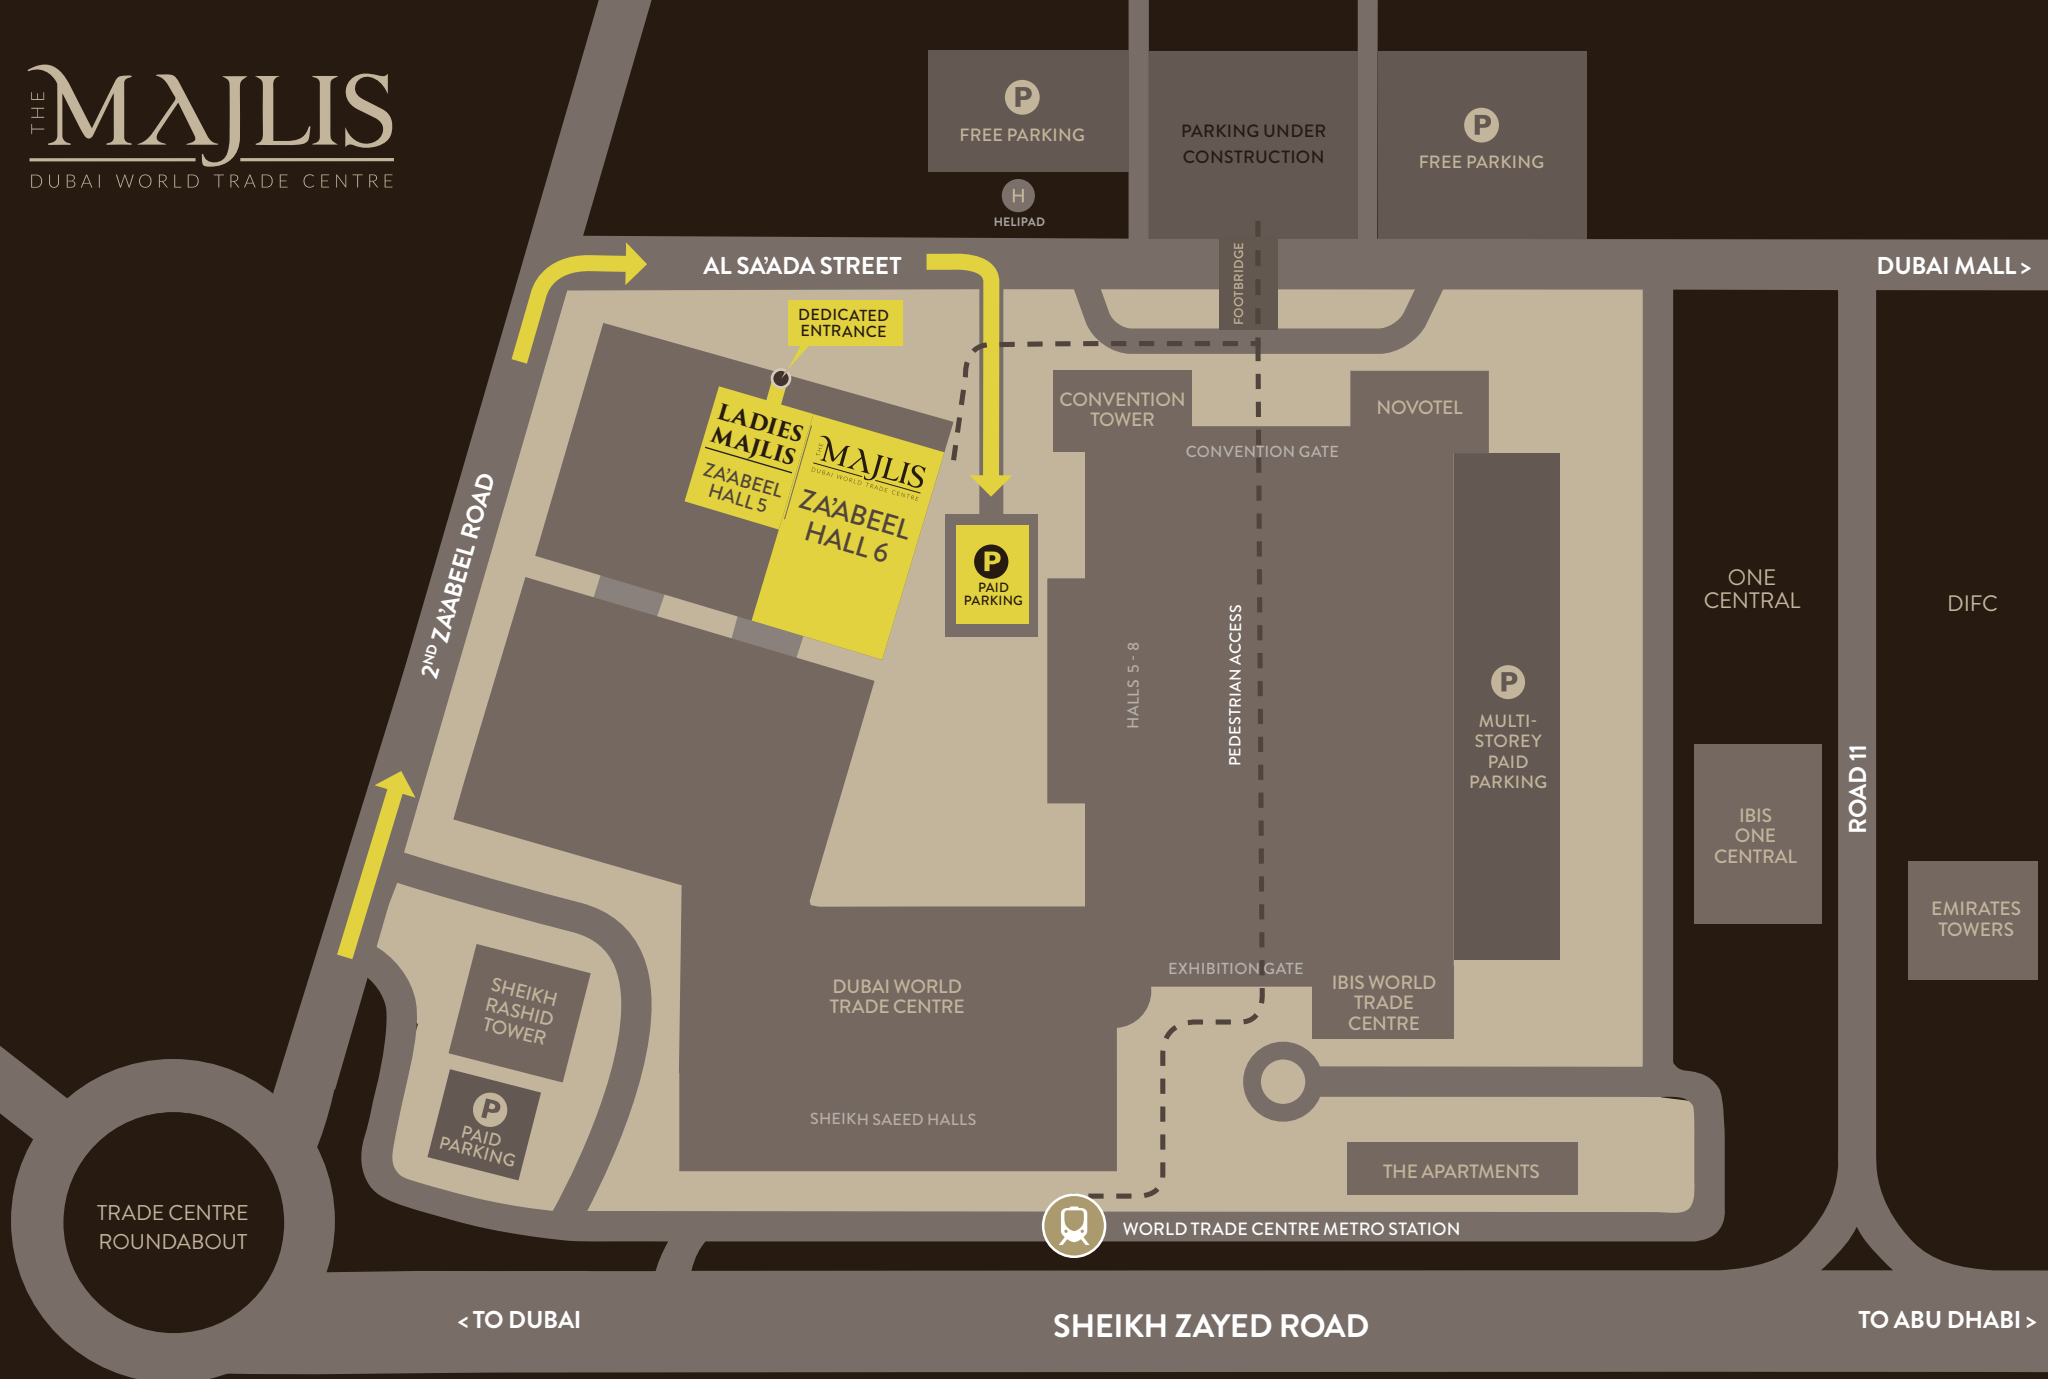 THE
MAJLIS
DUBAI WORLD TRADE CENTRE
P
FREE PARKING
H
HELIPAD
PARKING UNDER
CONSTRUCTION
P
FREE PARKING
AL SA'ADA STREET
FOOTBRIDGE
DUBAI MALL >
DEDICATED
ENTRANCE
LADIES
MAJLIS
ZA'ABEEL
HALL 5
THE
MAJLIS
DUBAI WORLD TRADE CENTRE
ZA'ABEEL
HALL 6
P
PAID
PARKING
CONVENTION
TOWER
NOVOTEL
CONVENTION GATE
2ND ZA'ABEEL ROAD
HALLS 5 - 8
PEDESTRIAN ACCESS
P
MULTI-
STOREY
PAID
PARKING
ONE
CENTRAL
DIFC
ROAD 11
IBIS
ONE
CENTRAL
EMIRATES
TOWERS
SHEIKH
RASHID
TOWER
P
PAID
PARKING
DUBAI WORLD
TRADE CENTRE
EXHIBITION GATE
IBIS WORLD
TRADE
CENTRE
SHEIKH SAEED HALLS
THE APARTMENTS
TRADE CENTRE
ROUNDABOUT
WORLD TRADE CENTRE METRO STATION
< TO DUBAI
SHEIKH ZAYED ROAD
TO ABU DHABI >